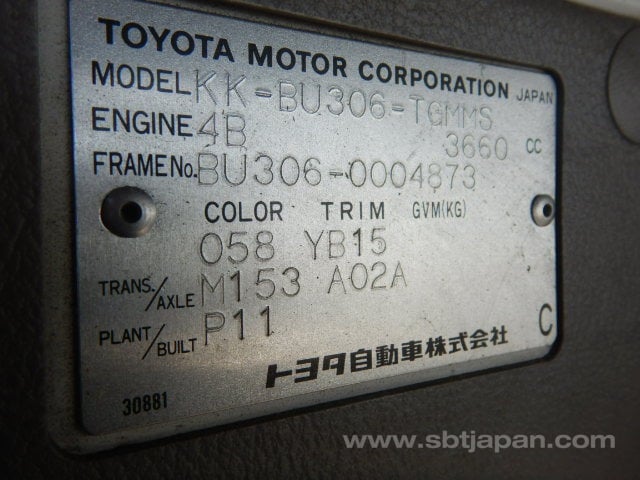 TOYOTA MOTOR CORPORATION JAPAN
MODEL KK-BU306-TGMMS
ENGINE 4B 3660 CC
FRAME No. BU306-0004873
COLOR TRIM GVM(KG)
058 YB15
TRANS./AXLE M153 A02A
PLANT/BUILT P11 C
トヨタ自動車株式会社
30881
www.sbtjapan.com